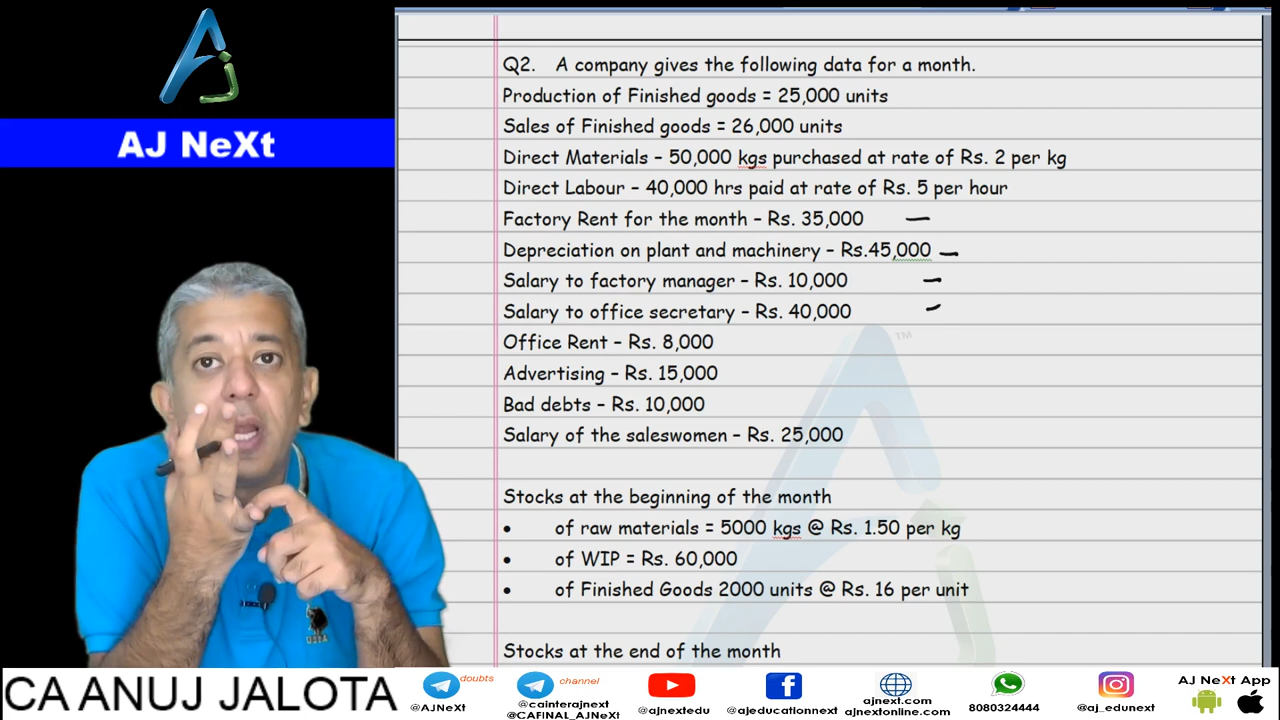 AJ NeXt
Q2. A company gives the following data for a month.
Production of Finished goods = 25,000 units
Sales of Finished goods = 26,000 units
Direct Materials – 50,000 kgs purchased at rate of Rs. 2 per kg
Direct Labour – 40,000 hrs paid at rate of Rs. 5 per hour
Factory Rent for the month – Rs. 35,000
Depreciation on plant and machinery – Rs.45,000
Salary to factory manager – Rs. 10,000
Salary to office secretary – Rs. 40,000
Office Rent – Rs. 8,000
Advertising – Rs. 15,000
Bad debts – Rs. 10,000
Salary of the saleswomen – Rs. 25,000
Stocks at the beginning of the month
• of raw materials = 5000 kgs @ Rs. 1.50 per kg
• of WIP = Rs. 60,000
• of Finished Goods 2000 units @ Rs. 16 per unit
Stocks at the end of the month
TM
CA ANUJ JALOTA
doubts
@AJNeXt
channel
@cainterajnext
@CAFINAL_AJNeXt
@ajnextedu
@ajeducationnext
ajnext.com
ajnextonline.com
8080324444
@aj_edunext
AJ NeXt App